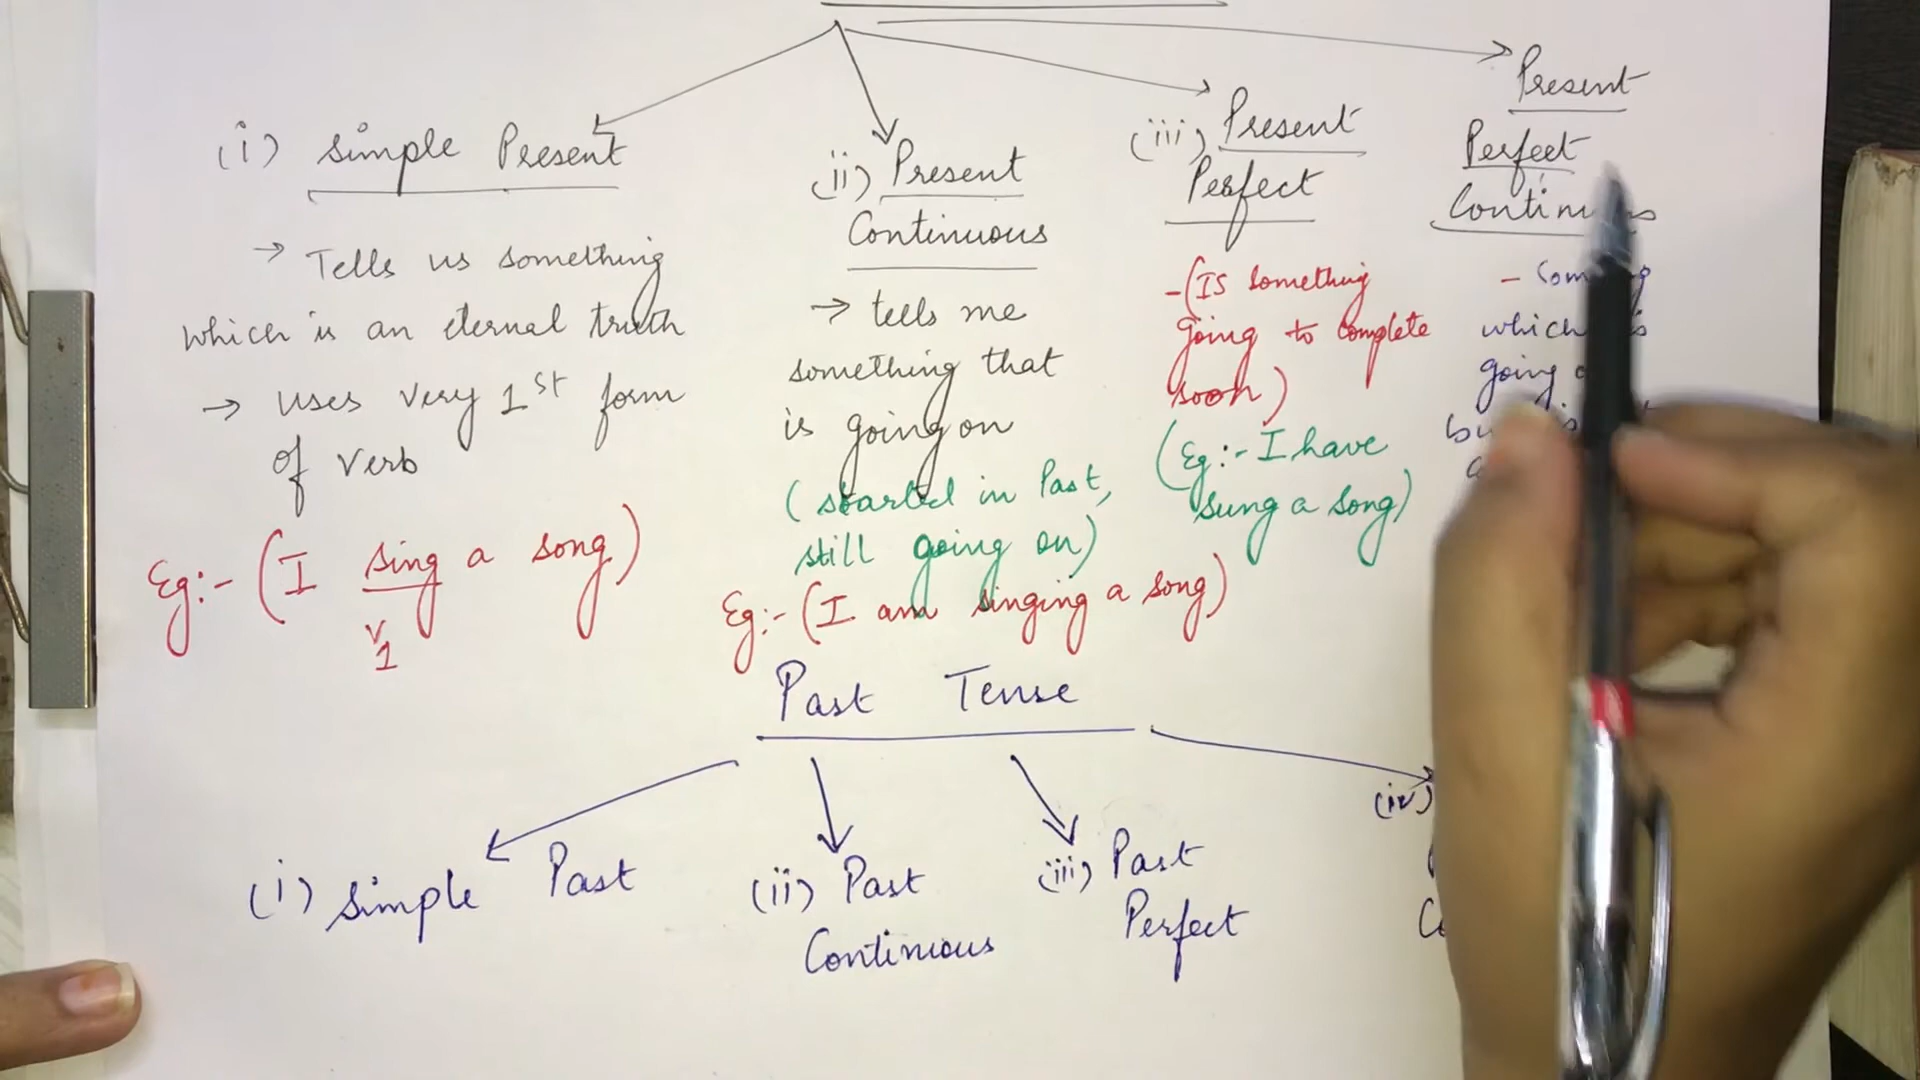 (i) Simple Present
→ Tells us something
which is an eternal truth
→ uses very 1st form
of verb
Eg:- (I sing a song)
V
1
(ii) Present
Continuous
→ tells me
something that
is going on
(started in Past,
still going on)
Eg:- (I am singing a song)
(iii) Present
Perfect
- (Is something
going to complete
soon)
(Eg:- I have
sung a song)
Present
Perfect
Continuous
-
which
going
Past Tense
(i) Simple Past
(ii) Past
Continuous
(iii) Past
Perfect
(iv)